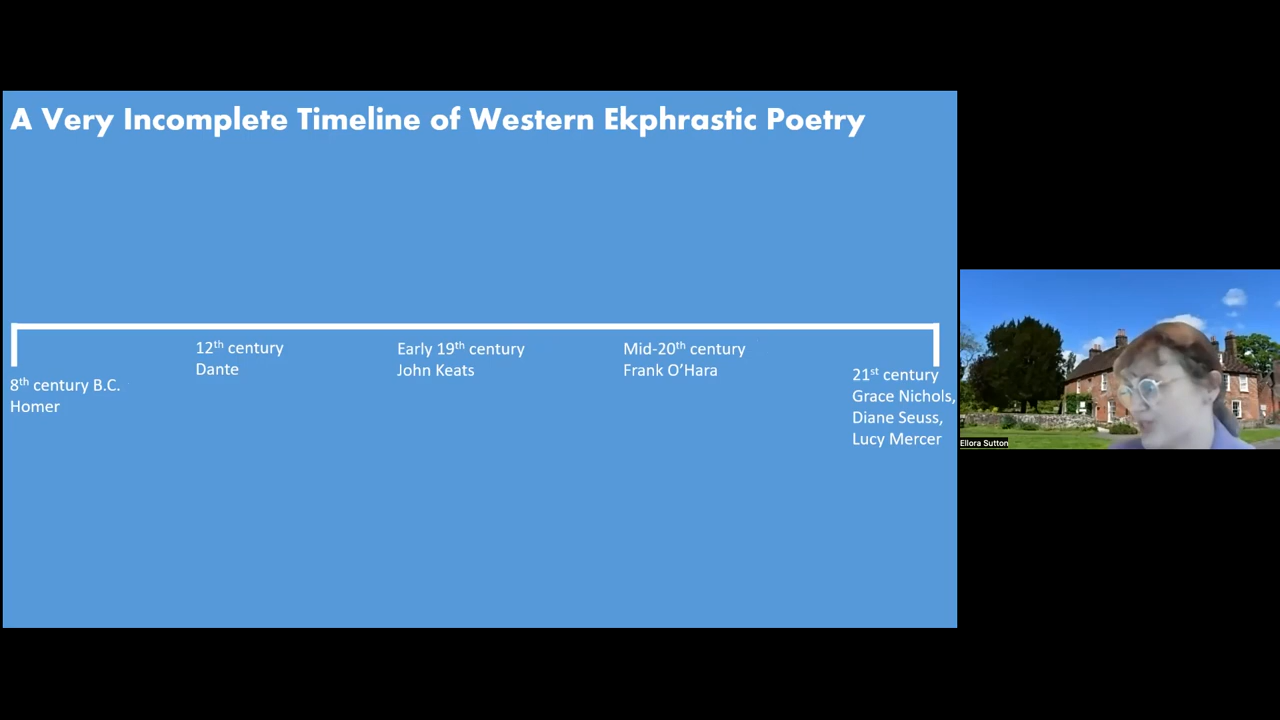 A Very Incomplete Timeline of Western Ekphrastic Poetry
8th century B.C.
Homer
12th century
Dante
Early 19th century
John Keats
Mid-20th century
Frank O'Hara
21st century
Grace Nichols,
Diane Seuss,
Lucy Mercer
Ellora Sutton